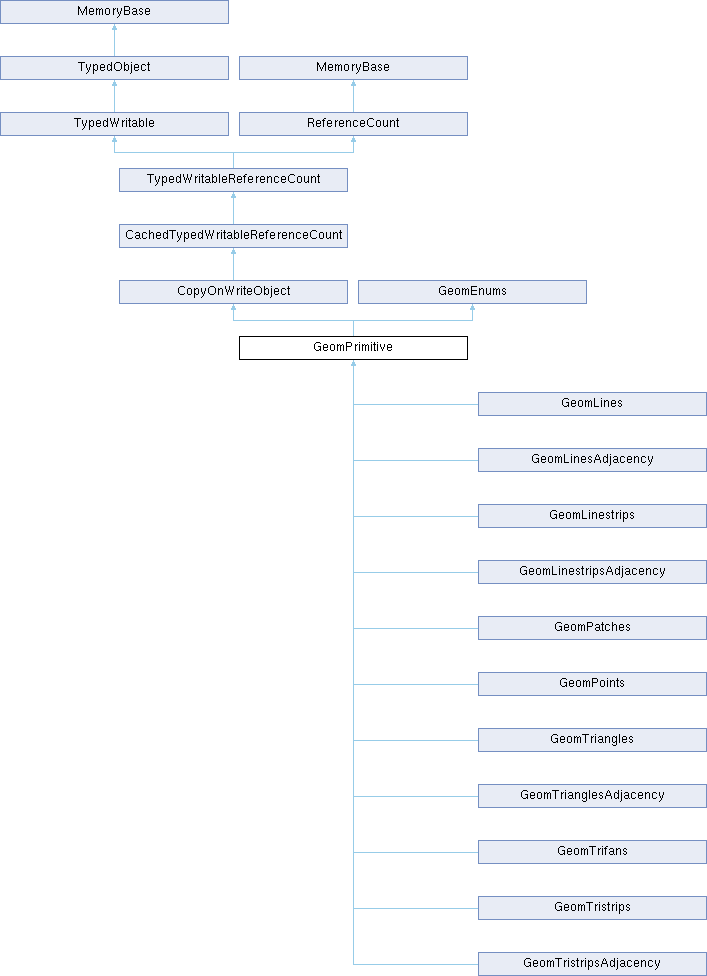 MemoryBase
TypedObject
MemoryBase
TypedWritable
ReferenceCount
TypedWritableReferenceCount
CachedTypedWritableReferenceCount
CopyOnWriteObject
GeomEnums
GeomPrimitive
GeomLines
GeomLinesAdjacency
GeomLinestrips
GeomLinestripsAdjacency
GeomPatches
GeomPoints
GeomTriangles
GeomTrianglesAdjacency
GeomTrifans
GeomTristrips
GeomTristripsAdjacency